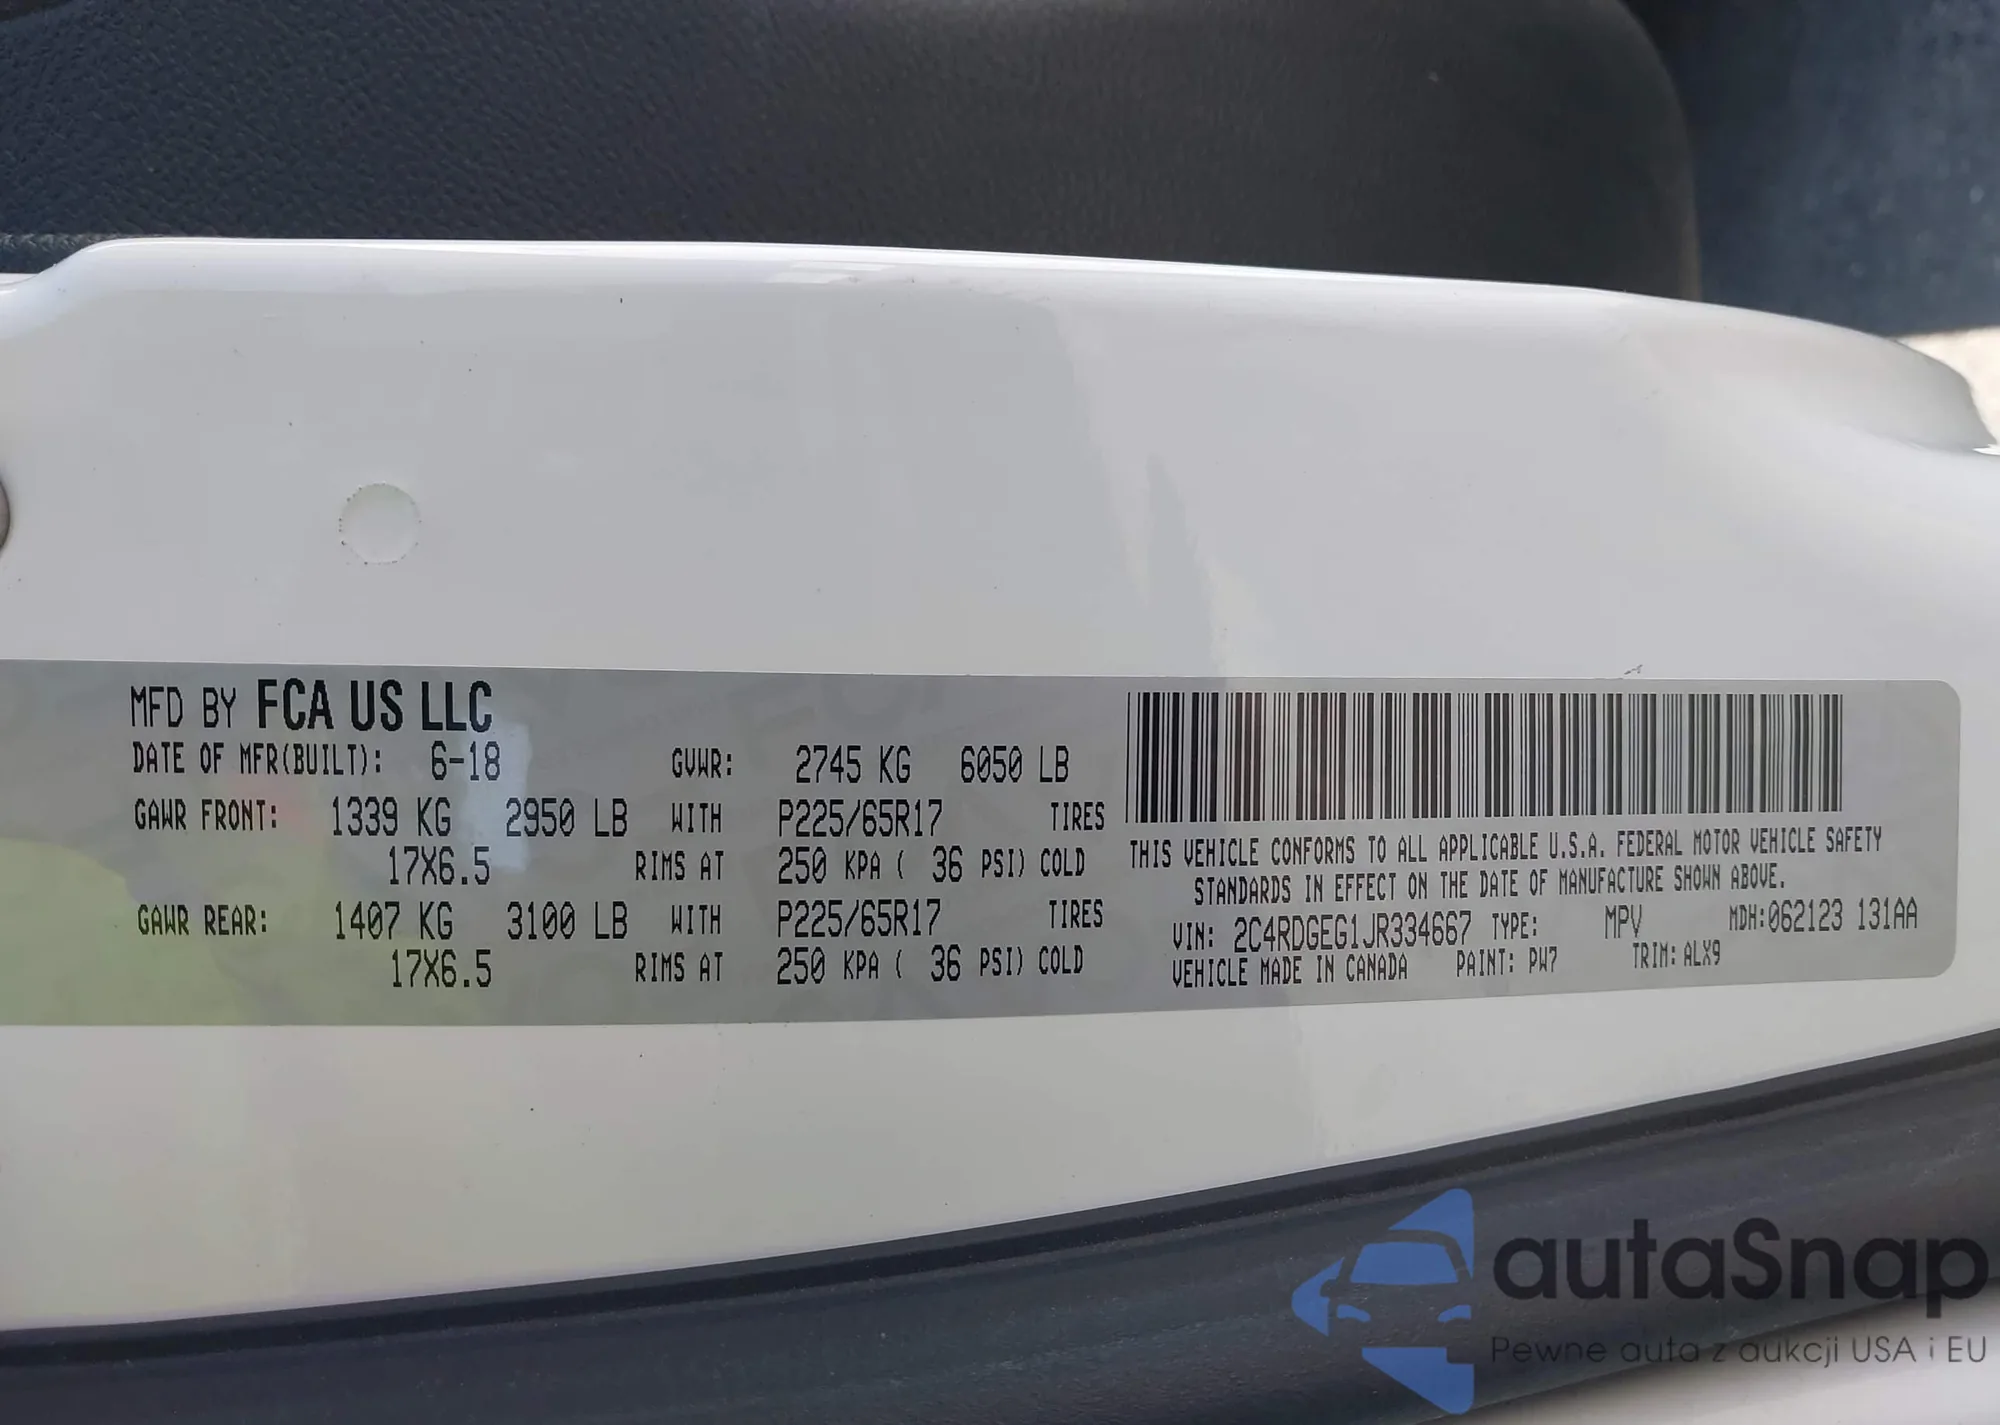 MFD BY FCA US LLC
DATE OF MFR(BUILT): 6-18 GVWR: 2745 KG 6050 LB
GAWR FRONT: 1339 KG 2950 LB WITH P225/65R17 TIRES
17X6.5 RIMS AT 250 KPA ( 36 PSI) COLD
GAWR REAR: 1407 KG 3100 LB WITH P225/65R17 TIRES
17X6.5 RIMS AT 250 KPA ( 36 PSI) COLD
THIS VEHICLE CONFORMS TO ALL APPLICABLE U.S.A. FEDERAL MOTOR VEHICLE SAFETY
STANDARDS IN EFFECT ON THE DATE OF MANUFACTURE SHOWN ABOVE.
VIN: 2C4RDGEG1JR334667 TYPE: MPV MDH:062123 131AA
VEHICLE MADE IN CANADA PAINT: PW7 TRIM: ALX9
autaSnap
Pewne auta z aukcji USA i EU